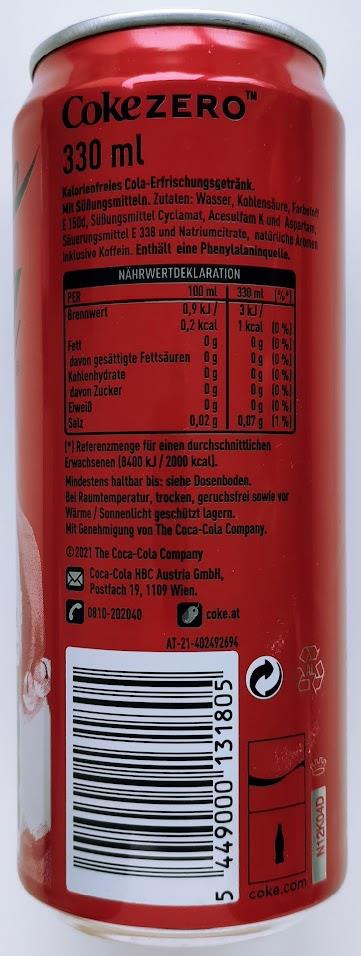 Coke ZERO™
330 ml
Kalorienfreies Cola-Erfrischungsgetränk.
Mit Süßungsmitteln. Zutaten: Wasser, Kohlensäure, Farbstoff
E 150d, Süßungsmittel Cyclamat, Acesulfam K und Aspartam,
Säuerungsmittel E 338 und Natriumcitrate, natürliche Aromen
inklusive Koffein. Enthält eine Phenylalaninquelle.
NÄHRWERTDEKLARATION
PER 100 ml 330 ml (%*)
Brennwert 0,9 kJ / 3 kJ /
0,2 kcal 1 kcal (0 %)
Fett 0 g 0 g (0 %)
davon gesättigte Fettsäuren 0 g 0 g (0 %)
Kohlenhydrate 0 g 0 g (0 %)
davon Zucker 0 g 0 g (0 %)
Eiweiß 0 g 0 g (0 %)
Salz 0,02 g 0,07 g (1 %)
(*) Referenzmenge für einen durchschnittlichen
Erwachsenen (8400 kJ / 2000 kcal).
Mindestens haltbar bis: siehe Dosenboden.
Bei Raumtemperatur, trocken, geruchsfrei sowie vor
Wärme / Sonnenlicht geschützt lagern.
Mit Genehmigung von The Coca-Cola Company.
©2021 The Coca-Cola Company
Coca-Cola HBC Austria GmbH,
Postfach 19, 1109 Wien.
0810-202040 coke.at
AT-21-402492694
5 449000 131805
N12K04D
coke.com